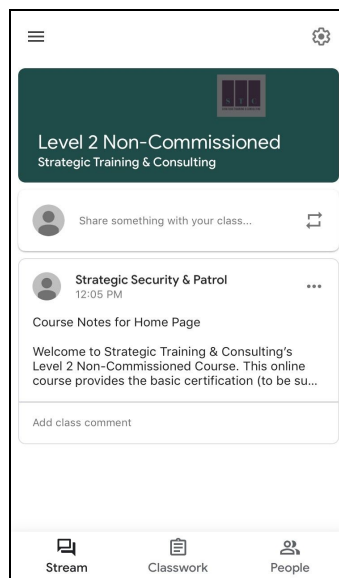 Level 2 Non-Commissioned
Strategic Training & Consulting
Share something with your class...
Strategic Security & Patrol
12:05 PM
Course Notes for Home Page
Welcome to Strategic Training & Consulting's
Level 2 Non-Commissioned Course. This online
course provides the basic certification (to be su...
Add class comment
Stream
Classwork
People